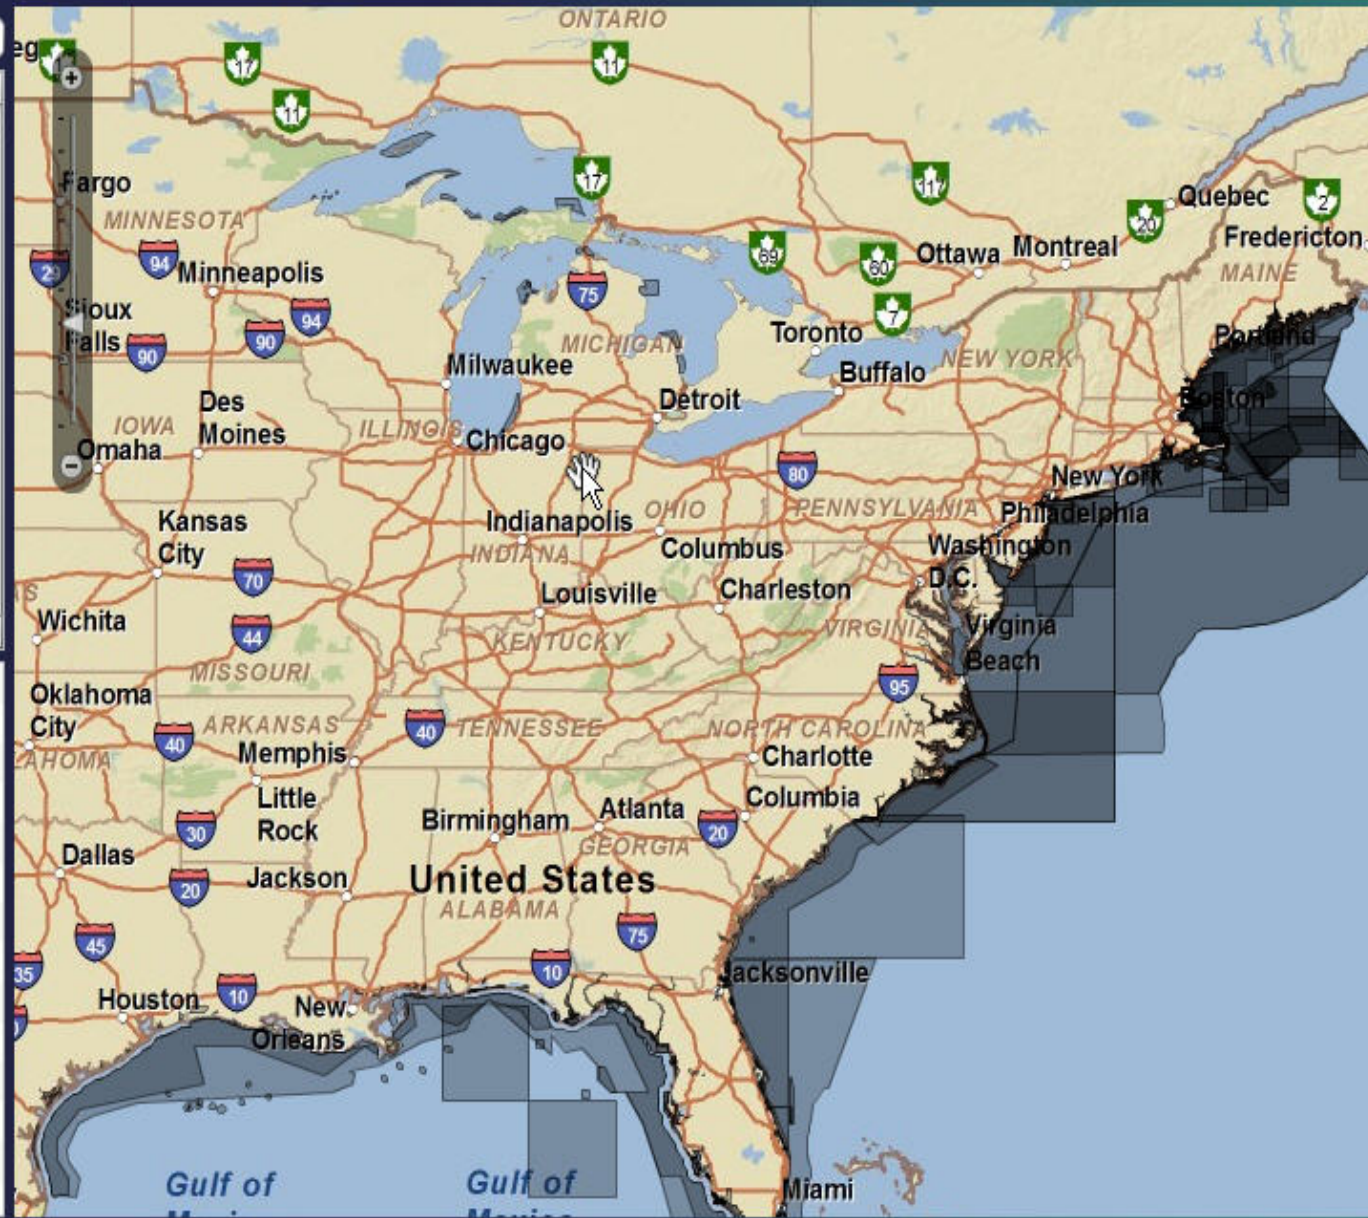 ONTARIO
eg
17
11
11
Fargo
17
117
Quebec
2
MINNESOTA
20
Fredericton
29
94
Minneapolis
69
60
Ottawa
Montreal
MAINE
75
Sioux
Falls
94
90
90
7
Toronto
Portland
MICHIGAN
NEW YORK
Milwaukee
Buffalo
Des
Moines
Detroit
Boston
IOWA
ILLINOIS
Chicago
Omaha
80
New York
Kansas
City
Indianapolis
OHIO
PENNSYLVANIA
Philadelphia
INDIANA
Columbus
Washington
D.C.
70
AS
Louisville
Charleston
Wichita
44
KENTUCKY
VIRGINIA
Virginia
Beach
MISSOURI
95
Oklahoma
City
ARKANSAS
40
TENNESSEE
NORTH CAROLINA
40
Memphis
Charlotte
LAHOMA
Little
Rock
Columbia
30
Birmingham
Atlanta
20
GEORGIA
Dallas
20
Jackson
United States
ALABAMA
45
75
35
10
Jacksonville
Houston
10
New
Orleans
Gulf of
Gulf of
Miami